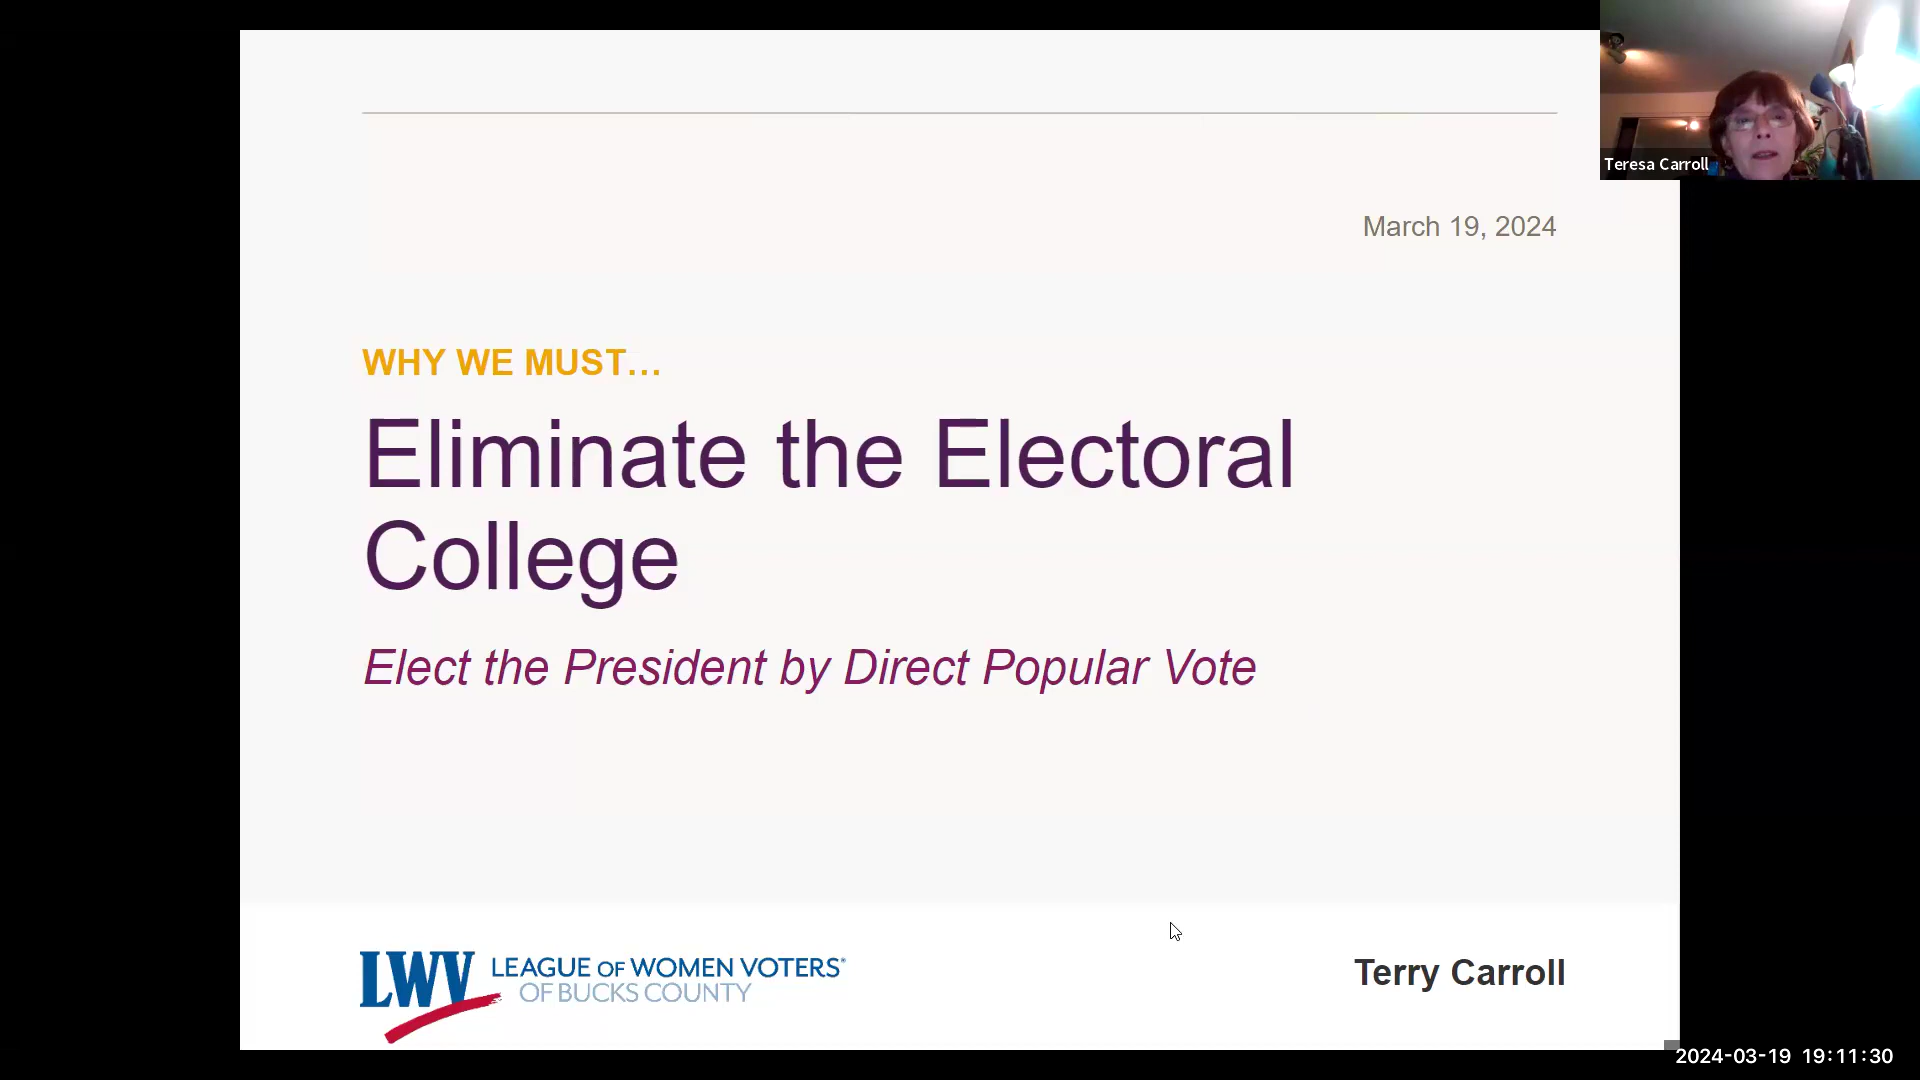 Teresa Carroll
March 19, 2024
WHY WE MUST...
Eliminate the Electoral
College
Elect the President by Direct Popular Vote
LWV LEAGUE OF WOMEN VOTERS®
OF BUCKS COUNTY
Terry Carroll
2024-03-19 19:11:30